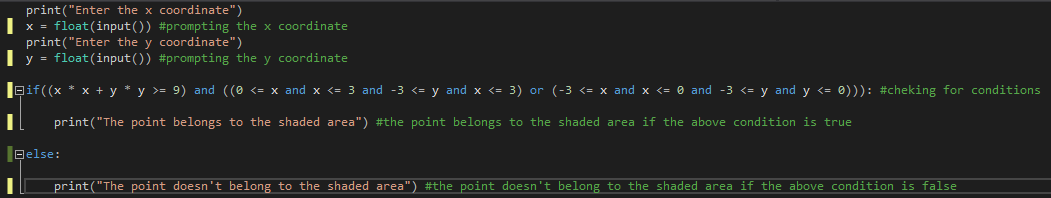 print("Enter the x coordinate")
x = float(input()) #prompting the x coordinate
print("Enter the y coordinate")
y = float(input()) #prompting the y coordinate
if((x * x + y * y >= 9) and ((0 <= x and x <= 3 and -3 <= y and x <= 3) or (-3 <= x and x <= 0 and -3 <= y and y <= 0))): #cheking for conditions
print("The point belongs to the shaded area") #the point belongs to the shaded area if the above condition is true
else:
print("The point doesn't belong to the shaded area") #the point doesn't belong to the shaded area if the above condition is false